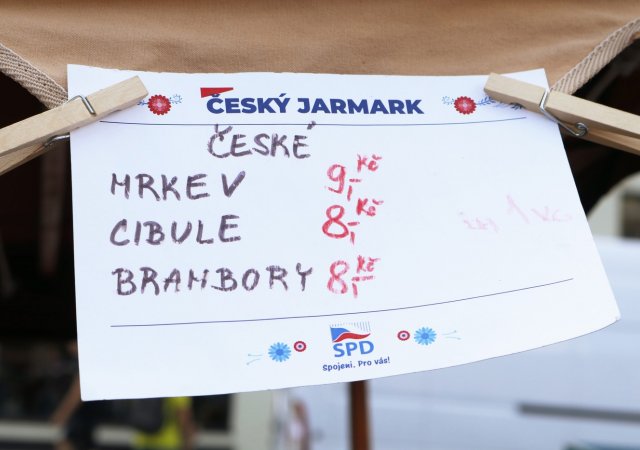 ČESKÝ JARMARK
ČESKÉ
MRKEV 9,- Kč
CIBULE 8,- Kč
BRAMBORY 8,- Kč
SPD
Spojeni. Pro vás!